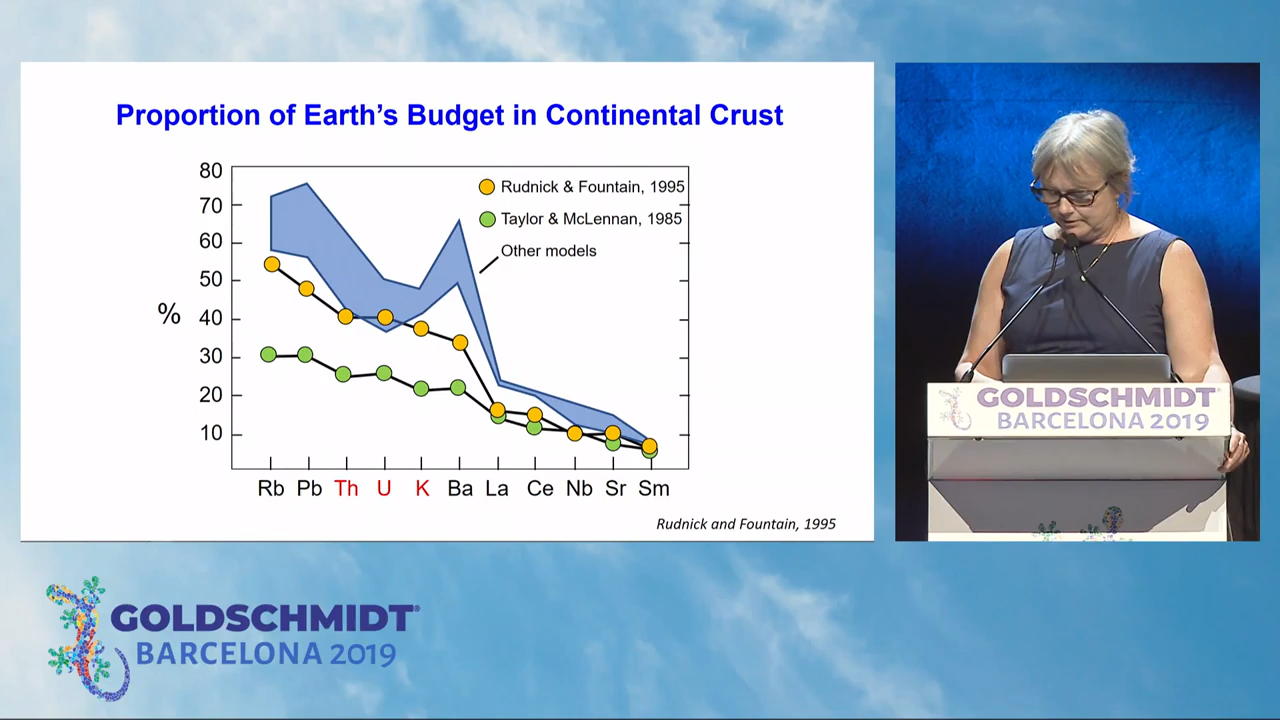 Proportion of Earth's Budget in Continental Crust
80
70
60
50
40
30
20
10
%
Rudnick & Fountain, 1995
Taylor & McLennan, 1985
Other models
Rb Pb Th U K Ba La Ce Nb Sr Sm
Rudnick and Fountain, 1995
GOLDSCHMIDT
BARCELONA 2019
GOLDSCHMIDT®
BARCELONA 2019